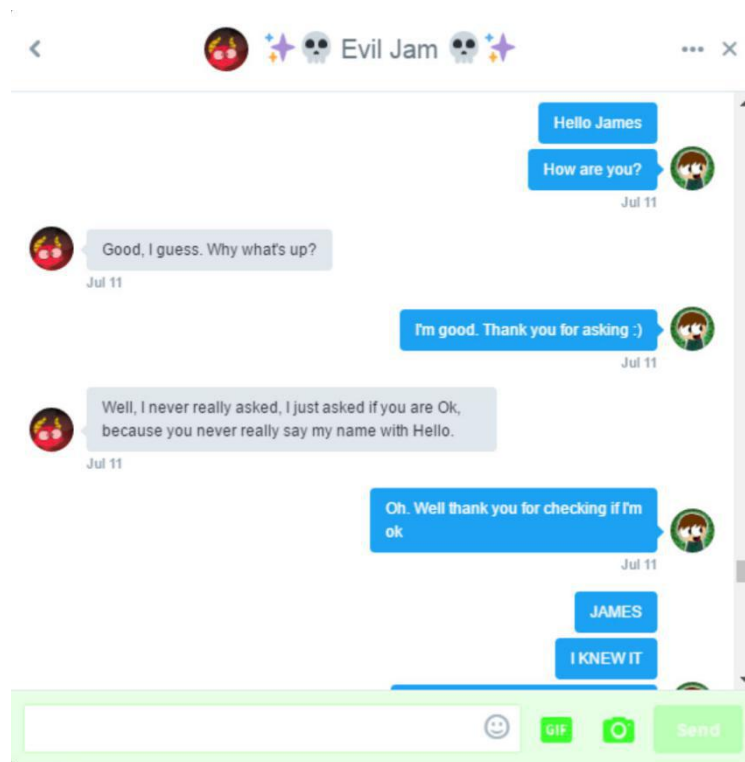 ✨💀 Evil Jam 💀✨
Hello James
How are you?
Jul 11
Good, I guess. Why what's up?
Jul 11
I'm good. Thank you for asking :)
Jul 11
Well, I never really asked, I just asked if you are Ok,
because you never really say my name with Hello.
Jul 11
Oh. Well thank you for checking if I'm
ok
Jul 11
JAMES
I KNEW IT
GIF
Send